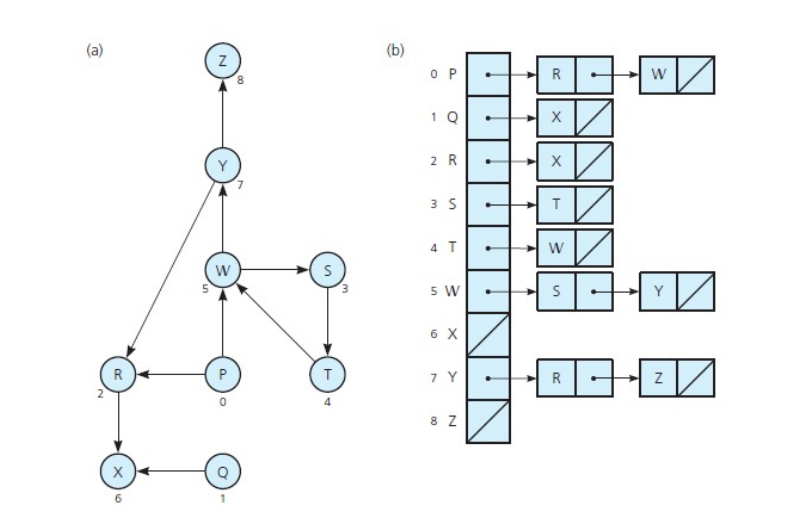 (a)
Z
8
Y
7
W
5
S
3
R
2
P
0
T
4
X
6
Q
1
(b)
0 P R W
1 Q X
2 R X
3 S T
4 T W
5 W S Y
6 X
7 Y R Z
8 Z